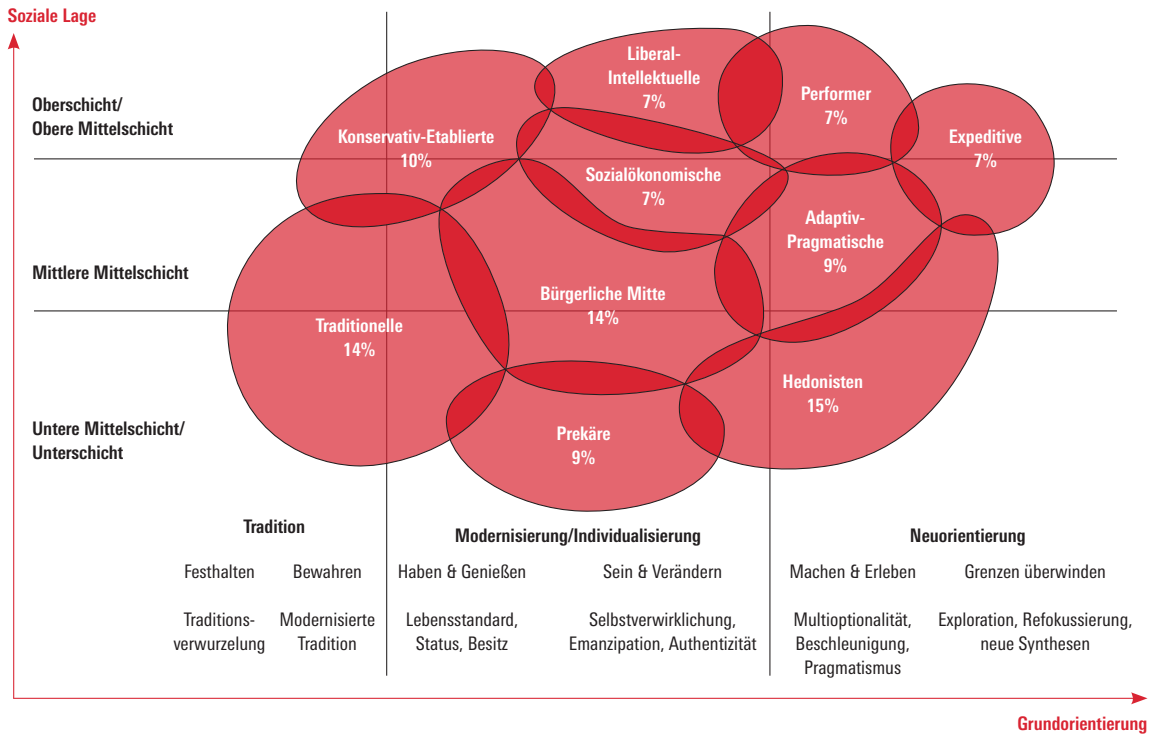 Soziale Lage
Oberschicht/
Obere Mittelschicht
Mittlere Mittelschicht
Untere Mittelschicht/
Unterschicht
Konservativ-Etablierte
10%
Liberal-
Intellektuelle
7%
Performer
7%
Expeditive
7%
Sozialökonomische
7%
Adaptiv-
Pragmatische
9%
Traditionelle
14%
Bürgerliche Mitte
14%
Hedonisten
15%
Prekäre
9%
Tradition
Modernisierung/Individualisierung
Neuorientierung
Festhalten
Bewahren
Haben & Genießen
Sein & Verändern
Machen & Erleben
Grenzen überwinden
Traditions-
verwurzelung
Modernisierte
Tradition
Lebensstandard,
Status, Besitz
Selbstverwirklichung,
Emanzipation, Authentizität
Multioptionalität,
Beschleunigung,
Pragmatismus
Exploration, Refokussierung,
neue Synthesen
Grundorientierung